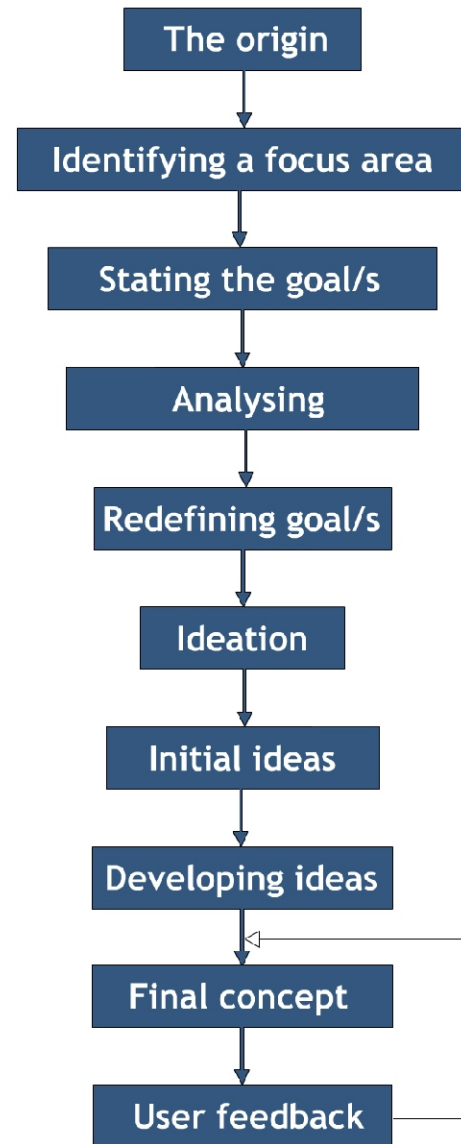 The origin
Identifying a focus area
Stating the goal/s
Analysing
Redefining goal/s
Ideation
Initial ideas
Developing ideas
Final concept
User feedback